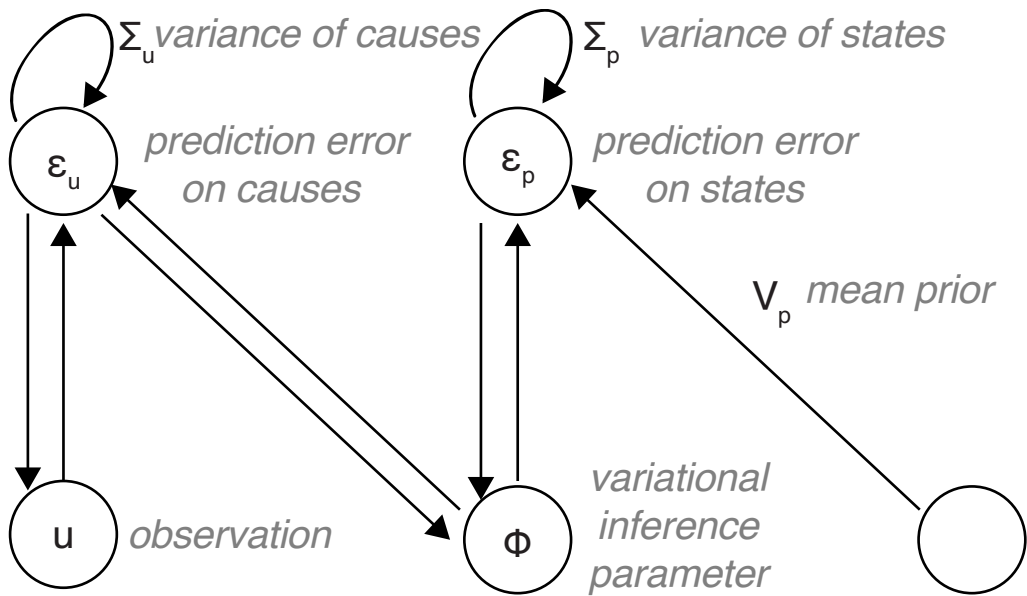 Σu variance of causes
Σp variance of states
εu
prediction error
on causes
εp
prediction error
on states
Vp mean prior
u
observation
Φ
variational
inference
parameter